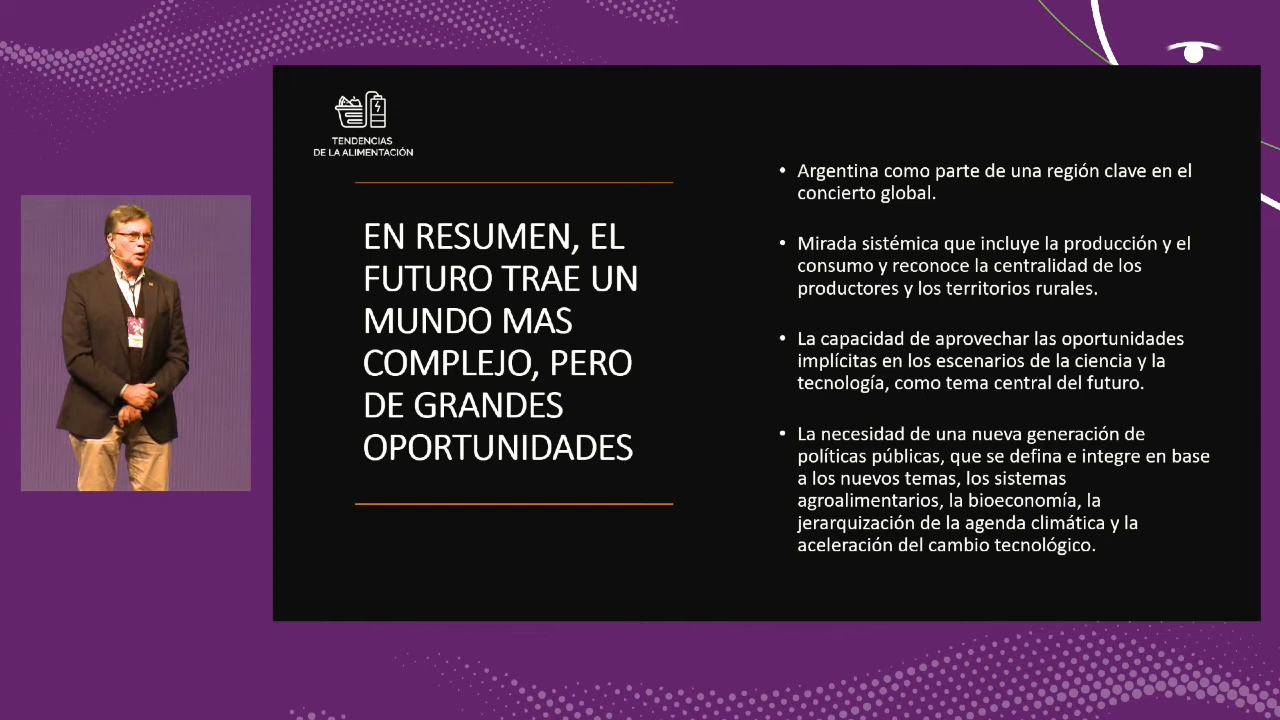 TENDENCIAS
DE LA ALIMENTACIÓN
EN RESUMEN, EL
FUTURO TRAE UN
MUNDO MAS
COMPLEJO, PERO
DE GRANDES
OPORTUNIDADES
• Argentina como parte de una región clave en el
concierto global.
• Mirada sistémica que incluye la producción y el
consumo y reconoce la centralidad de los
productores y los territorios rurales.
• La capacidad de aprovechar las oportunidades
implícitas en los escenarios de la ciencia y la
tecnología, como tema central del futuro.
• La necesidad de una nueva generación de
políticas públicas, que se defina e integre en base
a los nuevos temas, los sistemas
agroalimentarios, la bioeconomía, la
jerarquización de la agenda climática y la
aceleración del cambio tecnológico.